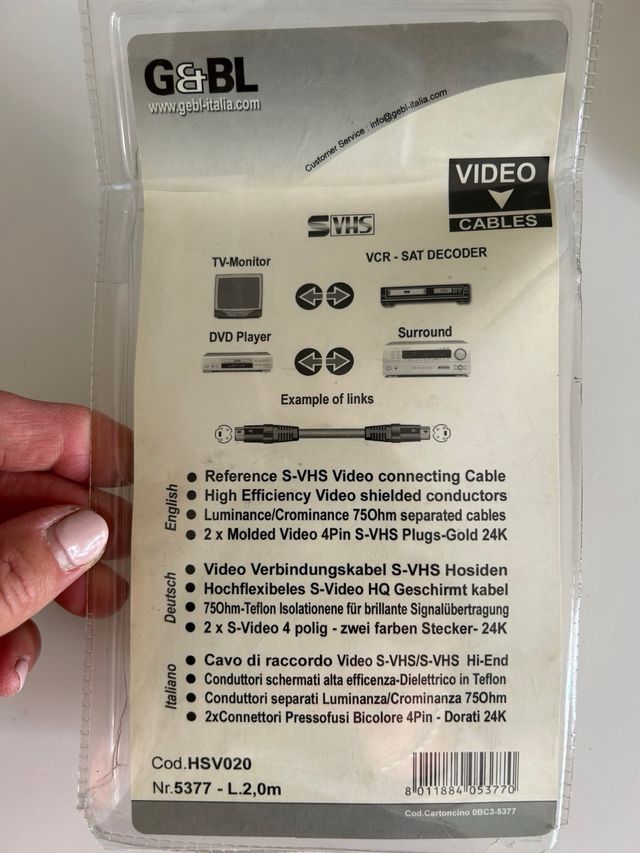 G&BL
www.gebl-italia.com
Customer Service : info@gebl-italia.com
VIDEO
CABLES
S VHS
TV-Monitor
VCR - SAT DECODER
DVD Player
Surround
Example of links
English
Reference S-VHS Video connecting Cable
High Efficiency Video shielded conductors
Luminance/Crominance 75Ohm separated cables
2 x Molded Video 4Pin S-VHS Plugs-Gold 24K
Deutsch
Video Verbindungskabel S-VHS Hosiden
Hochflexibeles S-Video HQ Geschirmt kabel
75Ohm-Teflon Isolationene für brillante Signalübertragung
2 x S-Video 4 polig - zwei farben Stecker- 24K
Italiano
Cavo di raccordo Video S-VHS/S-VHS Hi-End
Conduttori schermati alta efficenza-Dielettrico in Teflon
Conduttori separati Luminanza/Crominanza 75Ohm
2xConnettori Pressofusi Bicolore 4Pin - Dorati 24K
Cod.HSV020
Nr.5377 - L.2,0m
8 011884 053770
Cod.Cartoncino 0BC3-5377